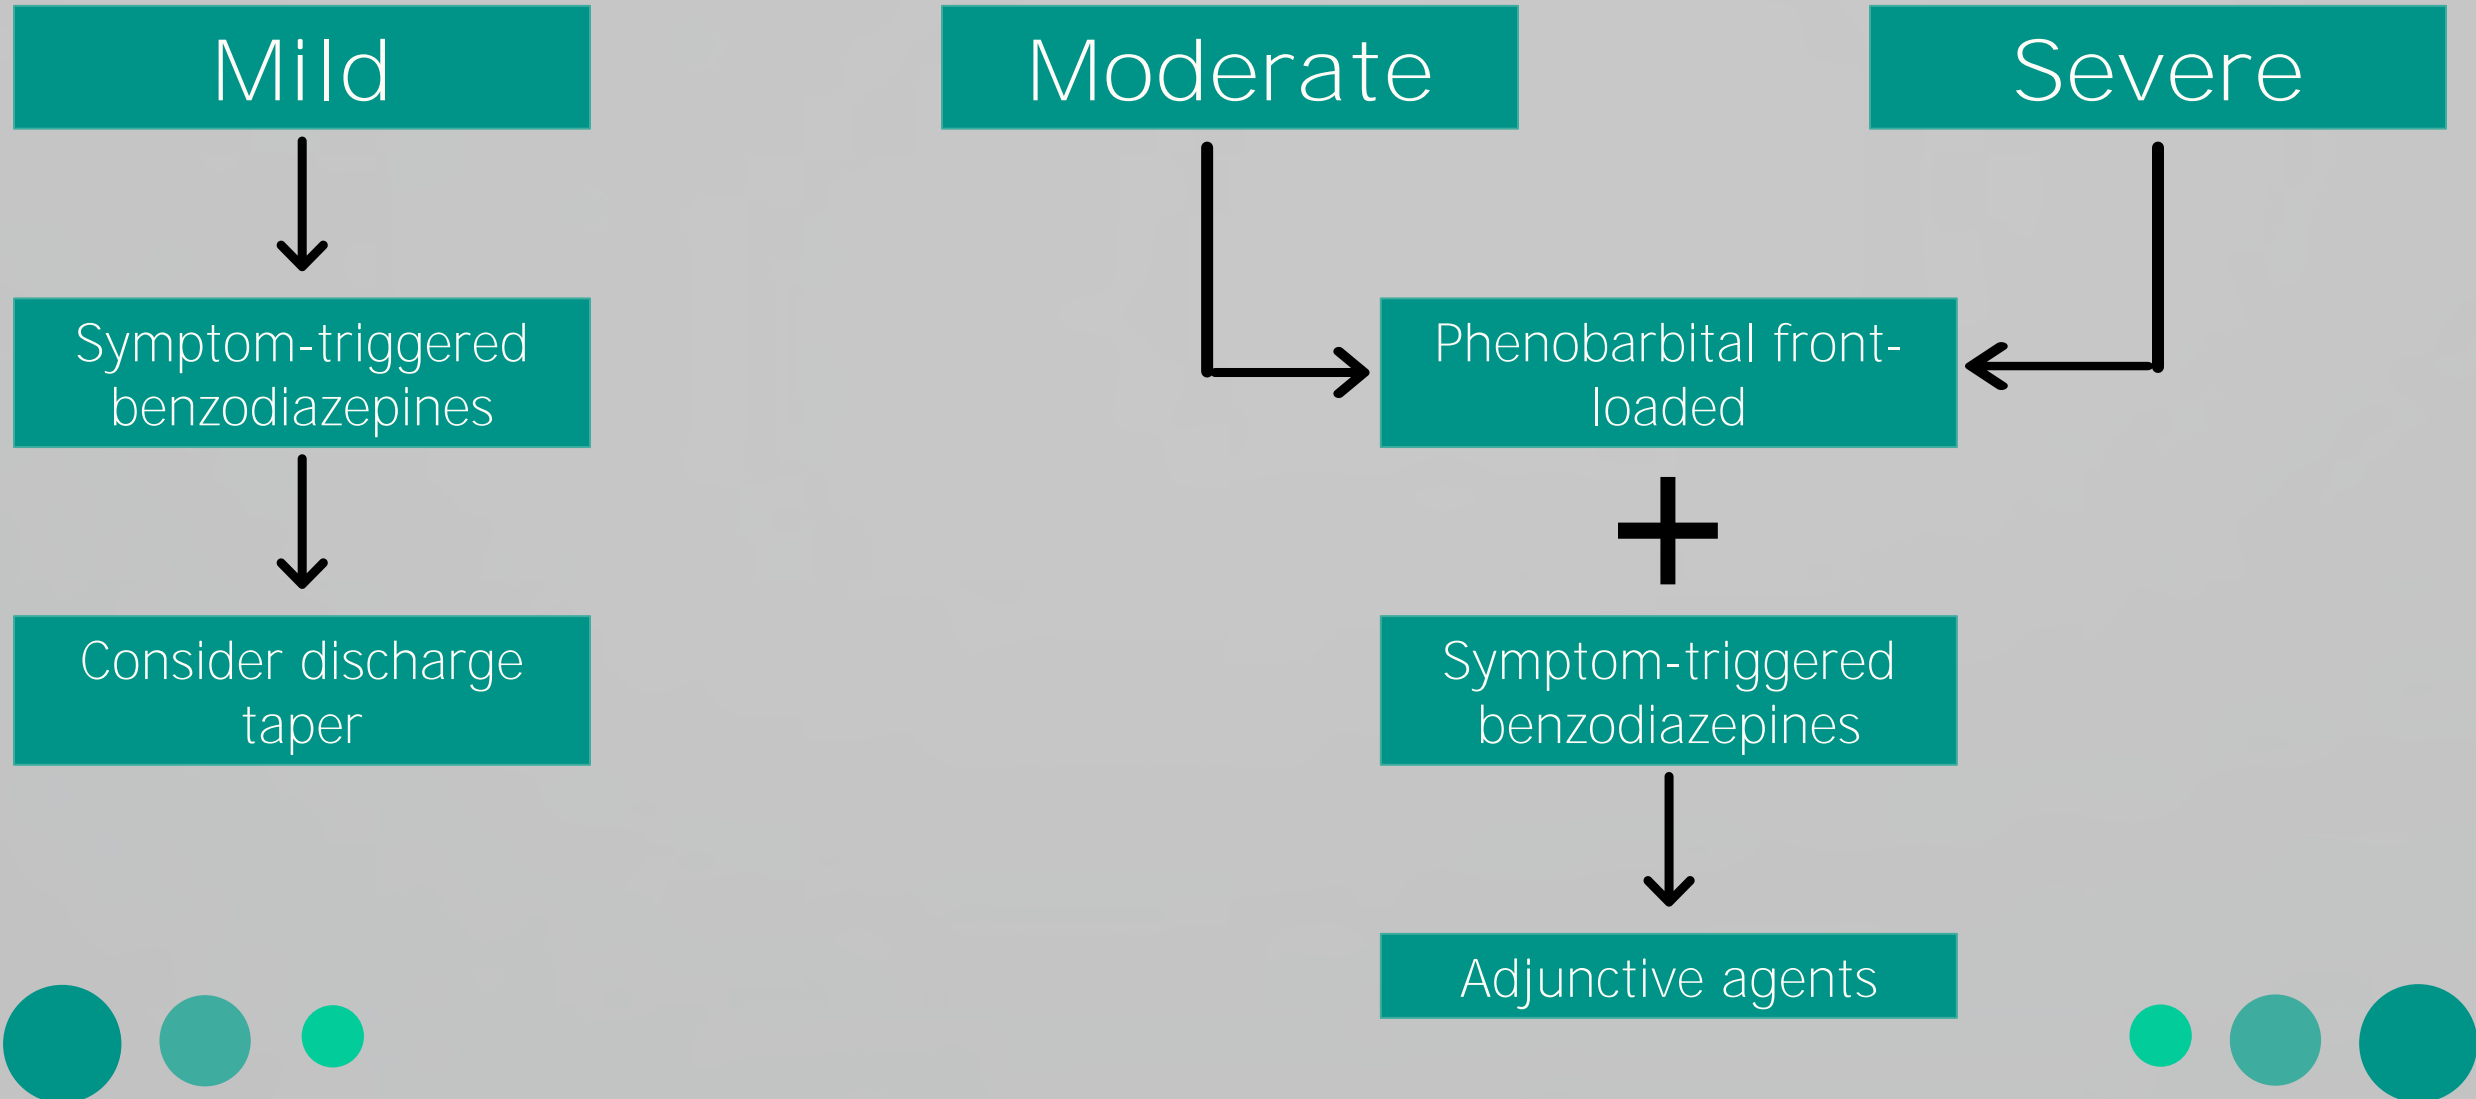 Mild
Moderate
Severe
Symptom-triggered
benzodiazepines
Phenobarbital front-
loaded
Consider discharge
taper
Symptom-triggered
benzodiazepines
Adjunctive agents